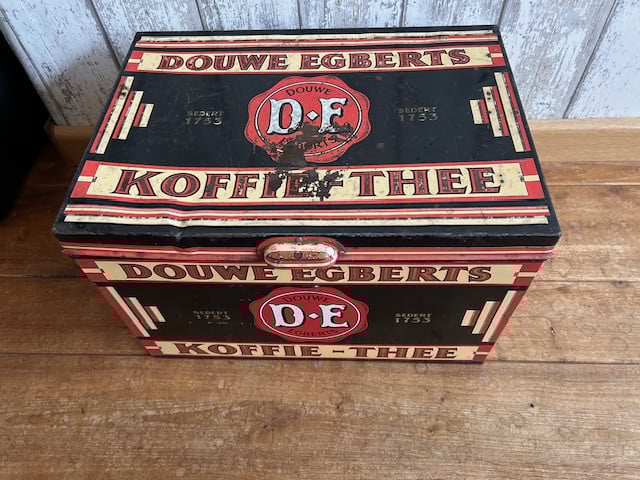 DOUWE EGBERTS
DOUWE
SEDERT
1753
D·E
SEDERT
1753
EGBERTS
KOFFIE-THEE
DOUWE EGBERTS
SEDERT
1753
DOUWE
D·E
EGBERTS
SEDERT
1753
KOFFIE-THEE